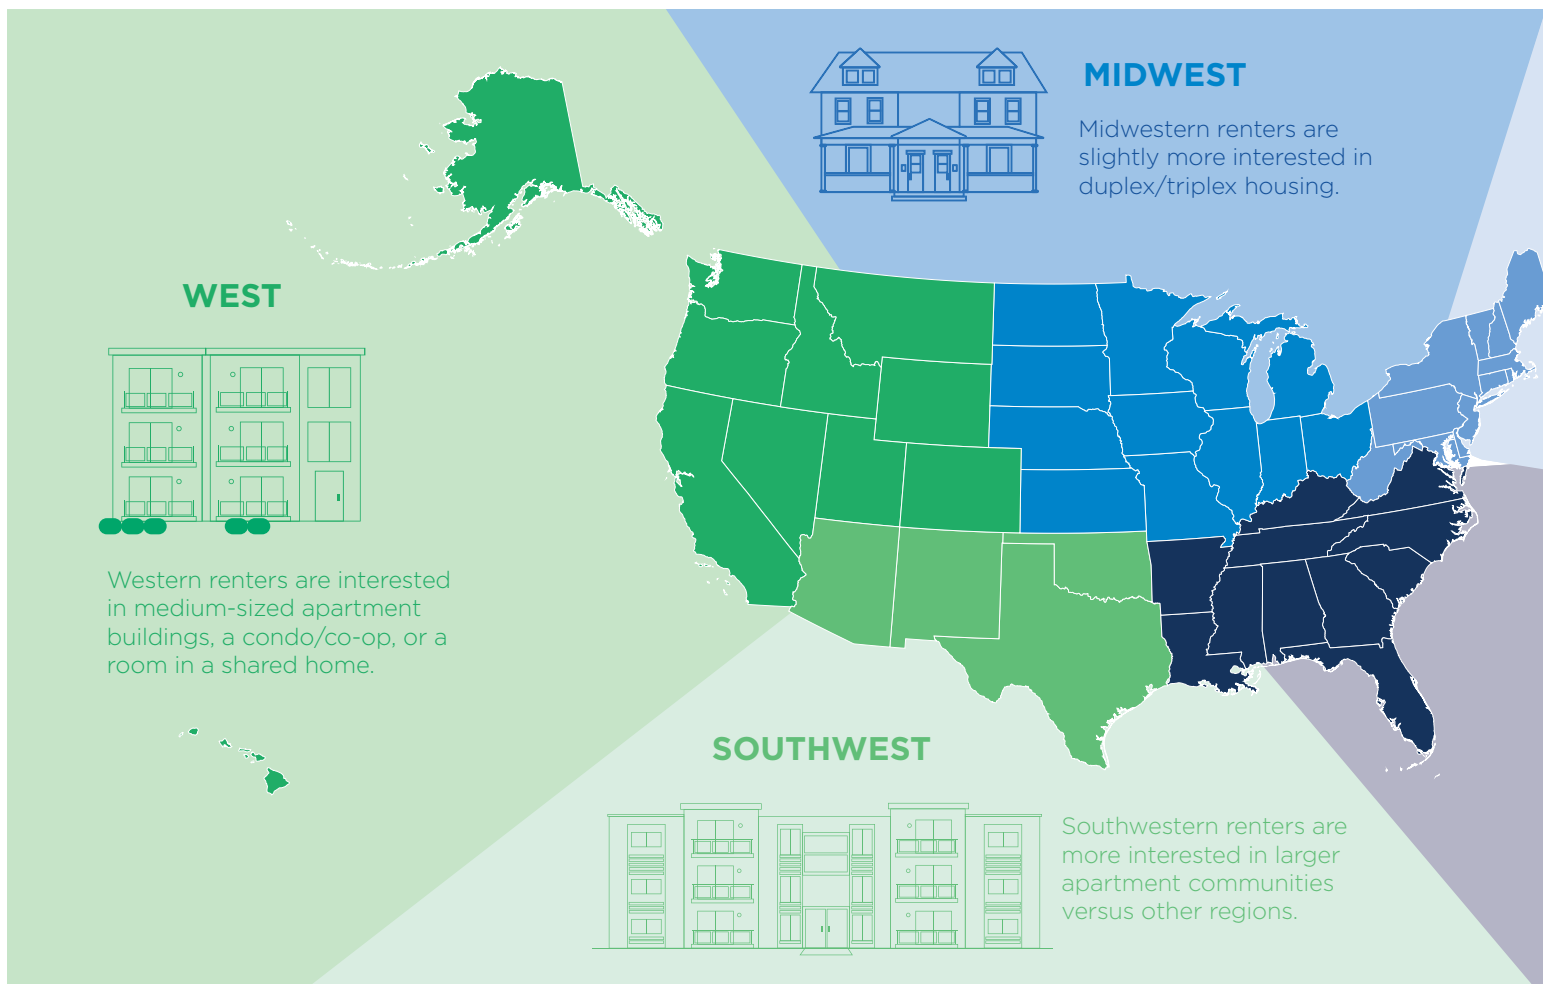 MIDWEST
Midwestern renters are
slightly more interested in
duplex/triplex housing.
WEST
Western renters are interested
in medium-sized apartment
buildings, a condo/co-op, or a
room in a shared home.
SOUTHWEST
Southwestern renters are
more interested in larger
apartment communities
versus other regions.